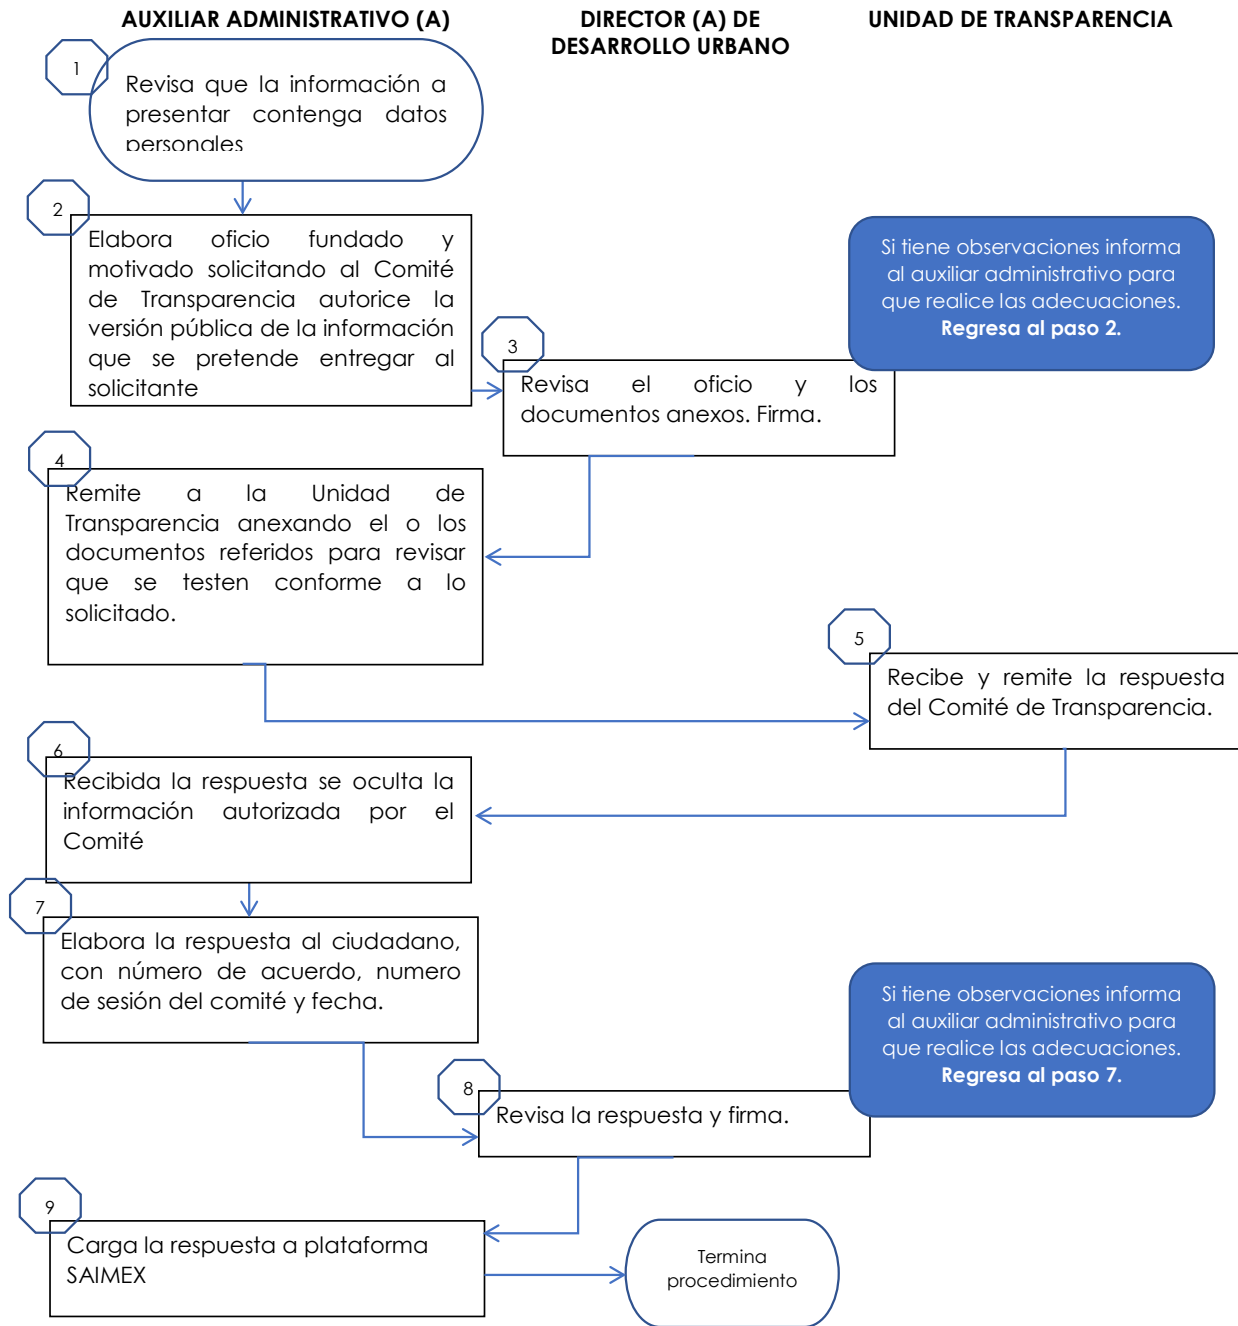 AUXILIAR ADMINISTRATIVO (A)
DIRECTOR (A) DE
DESARROLLO URBANO
UNIDAD DE TRANSPARENCIA
1
Revisa que la información a
presentar contenga datos
personales
2
Elabora oficio fundado y
motivado solicitando al Comité
de Transparencia autorice la
versión pública de la información
que se pretende entregar al
solicitante
Si tiene observaciones informa
al auxiliar administrativo para
que realice las adecuaciones.
Regresa al paso 2.
3
Revisa el oficio y los
documentos anexos. Firma.
4
Remite a la Unidad de
Transparencia anexando el o los
documentos referidos para revisar
que se testen conforme a lo
solicitado.
5
Recibe y remite la respuesta
del Comité de Transparencia.
6
Recibida la respuesta se oculta la
información autorizada por el
Comité
7
Elabora la respuesta al ciudadano,
con número de acuerdo, numero
de sesión del comité y fecha.
Si tiene observaciones informa
al auxiliar administrativo para
que realice las adecuaciones.
Regresa al paso 7.
8
Revisa la respuesta y firma.
9
Carga la respuesta a plataforma
SAIMEX
Termina
procedimiento